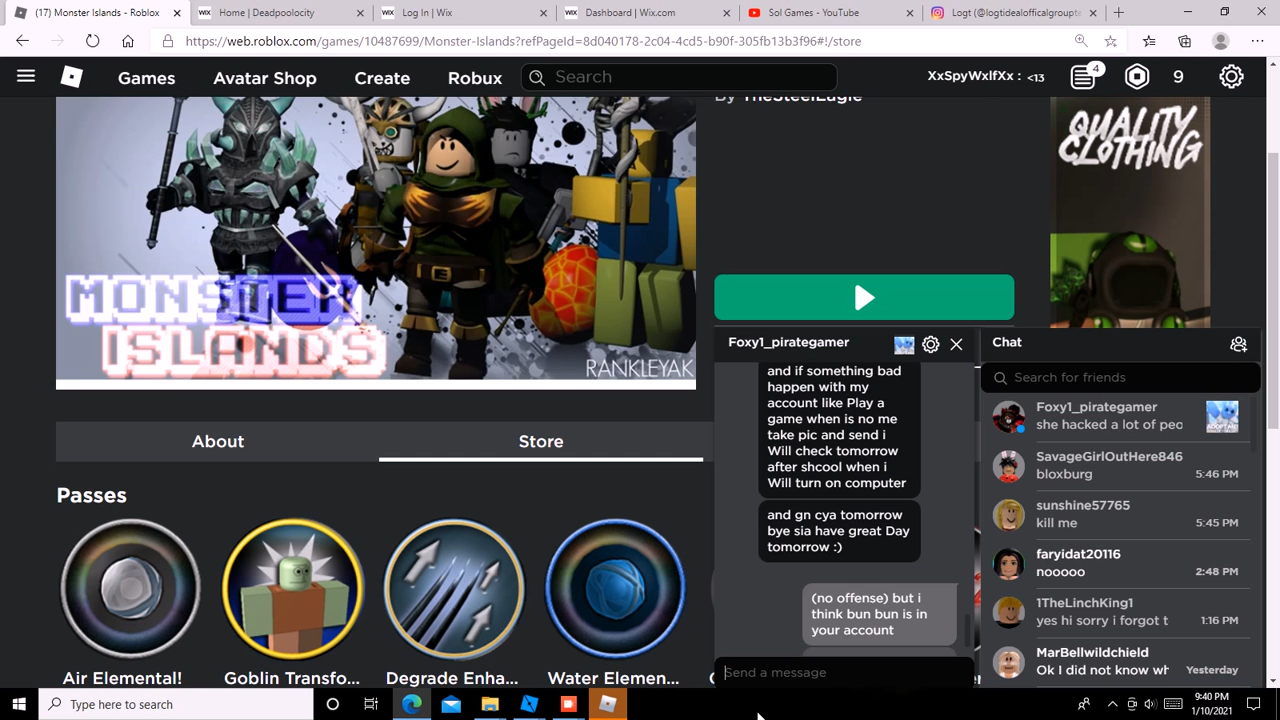 (17) Monster Islands - Roblox
Home | Deadpoolocity
Log In | Wix
Dashboard | Wix.com
Sol Games - YouTube
Logt (@logtidealofficalgroupte
https://web.roblox.com/games/10487699/Monster-Islands?refPageId=8d040178-2c04-4cd5-b90f-305fb13b3f96#!/store
Games
Avatar Shop
Create
Robux
Search
XxSpyWxlfXx : <13
4
9
By TheSteelEagle
QUALITY
CLOTHING
MONSTER
ISLANDS
RANKLEYAK
About
Store
Passes
Air Elemental!
Goblin Transfo...
Degrade Enha...
Water Elemen...
Foxy1_pirategamer
and if something bad
happen with my
account like Play a
game when is no me
take pic and send i
Will check tomorrow
after shcool when i
Will turn on computer
and gn cya tomorrow
bye sia have great Day
tomorrow :)
(no offense) but i
think bun bun is in
your account
Send a message
Chat
Search for friends
Foxy1_pirategamer
she hacked a lot of peo
SavageGirlOutHere846
bloxburg
5:46 PM
sunshine57765
kill me
5:45 PM
faryidat20116
nooooo
2:48 PM
1TheLinchKing1
yes hi sorry i forgot t
1:16 PM
MarBellwildchield
Ok I did not know wh
Yesterday
Type here to search
9:40 PM
1/10/2021